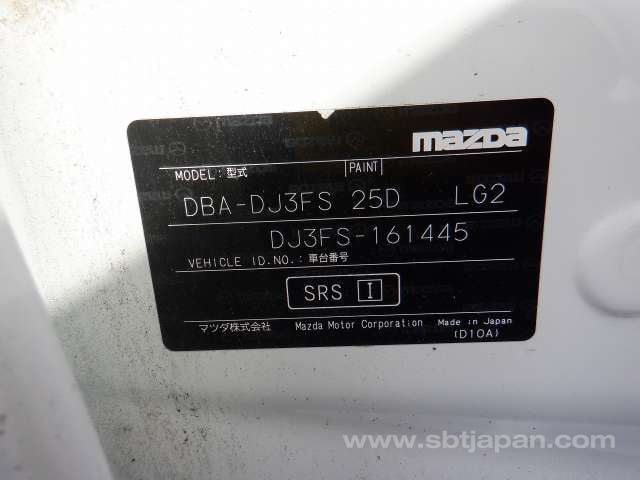 mazda
MODEL: 型式 PAINT
DBA-DJ3FS 25D LG2
DJ3FS-161445
VEHICLE ID.NO.: 車台番号
SRS I
マツダ株式会社 Mazda Motor Corporation Made in Japan
(D10A)
www.sbtjapan.com